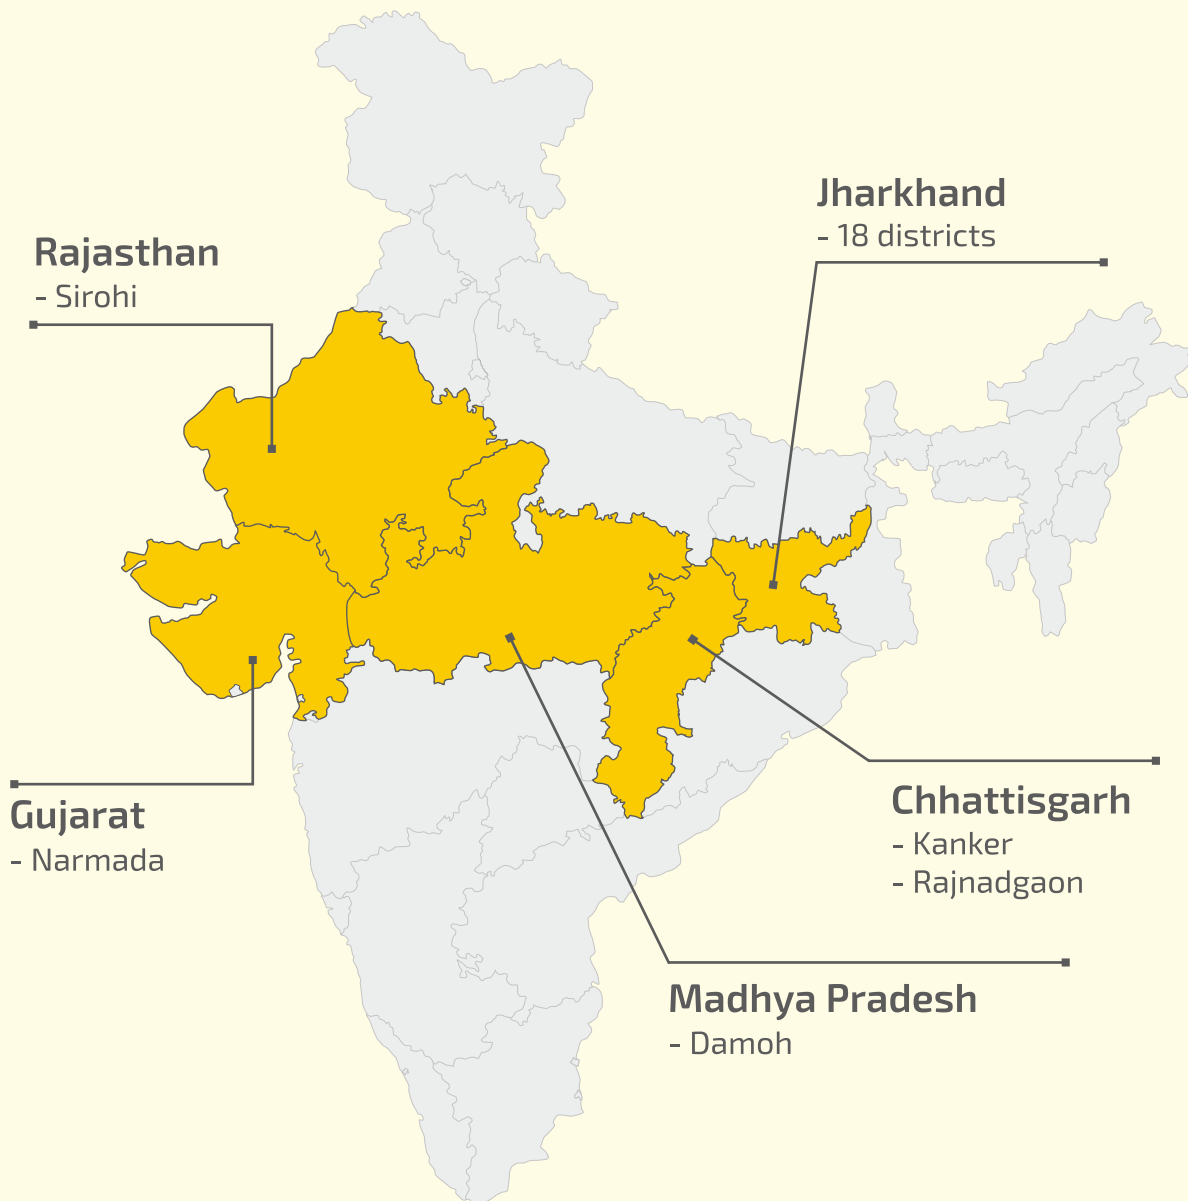 Jharkhand
- 18 districts
Rajasthan
- Sirohi
Gujarat
- Narmada
Chhattisgarh
- Kanker
- Rajnadgaon
Madhya Pradesh
- Damoh